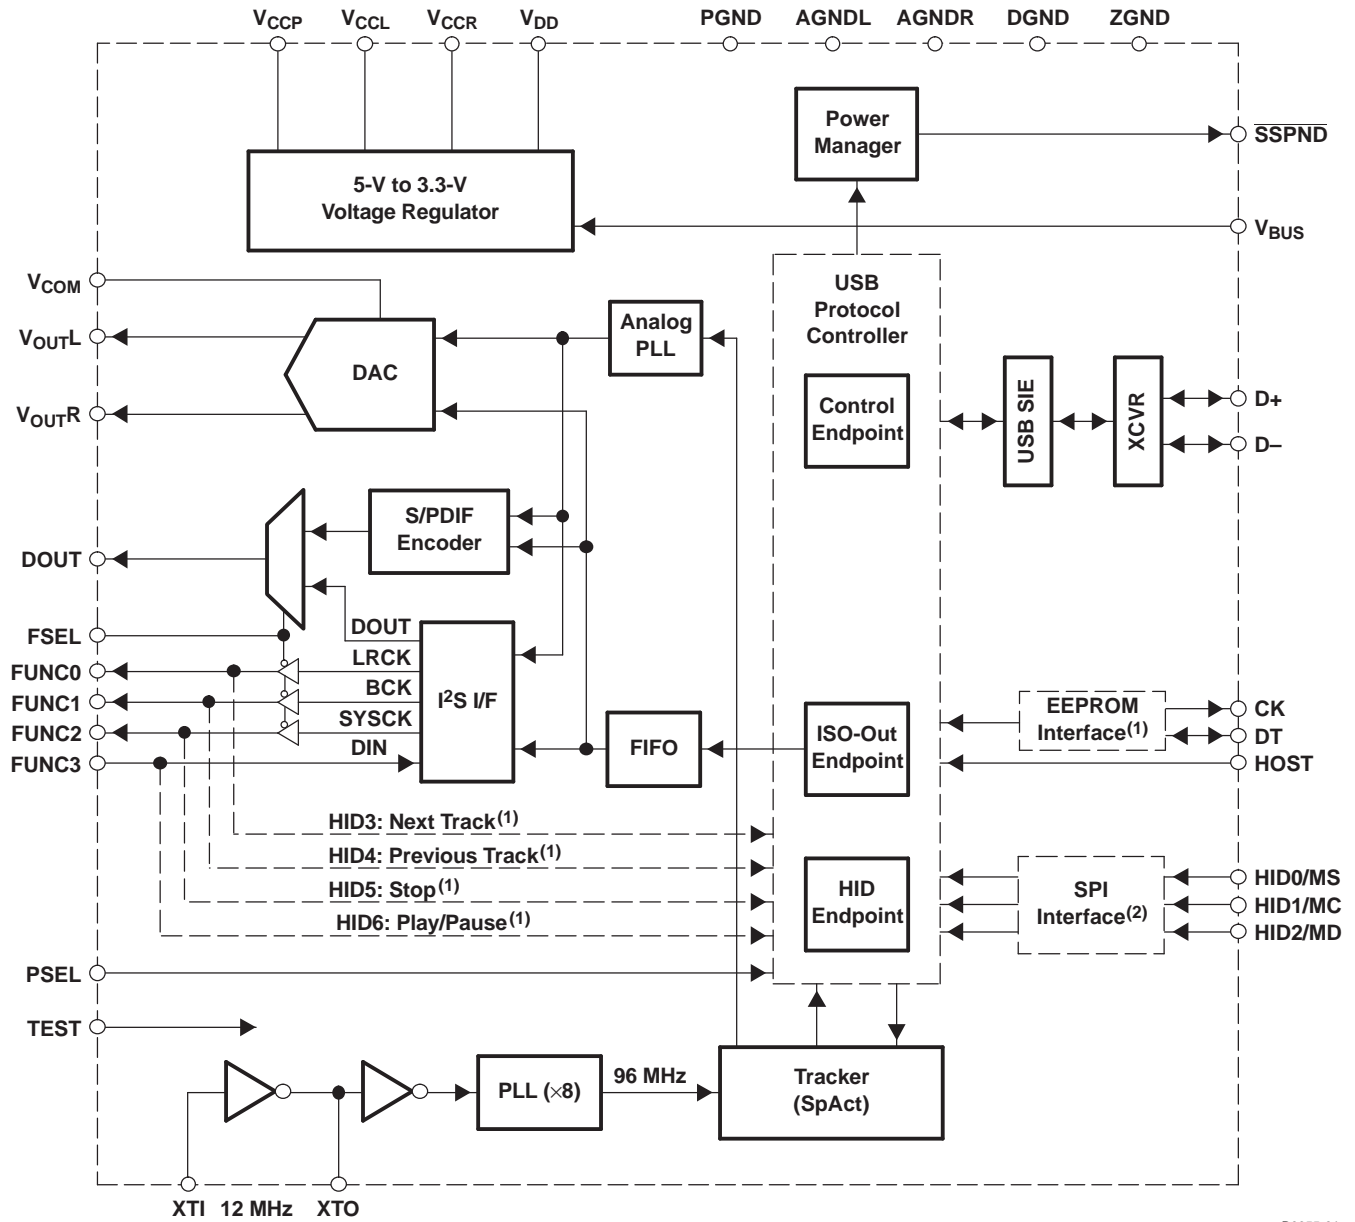 VCCP VCCL VCCR VDD PGND AGNDL AGNDR DGND ZGND
Power
Manager
SSPND
5-V to 3.3-V
Voltage Regulator
VBUS
VCOM
USB
Protocol
Controller
Analog
PLL
VOUTL
DAC
VOUTR
Control
Endpoint
USB SIE
XCVR
D+
D–
S/PDIF
Encoder
DOUT
FSEL
DOUT
FUNC0
LRCK
FUNC1
BCK
I2S I/F
FUNC2
SYSCK
FUNC3
DIN
FIFO
ISO-Out
Endpoint
EEPROM
Interface(1)
CK
DT
HOST
HID3: Next Track(1)
HID4: Previous Track(1)
HID5: Stop(1)
HID6: Play/Pause(1)
HID
Endpoint
SPI
Interface(2)
HID0/MS
HID1/MC
HID2/MD
PSEL
TEST
PLL (×8)
96 MHz
Tracker
(SpAct)
XTI 12 MHz XTO